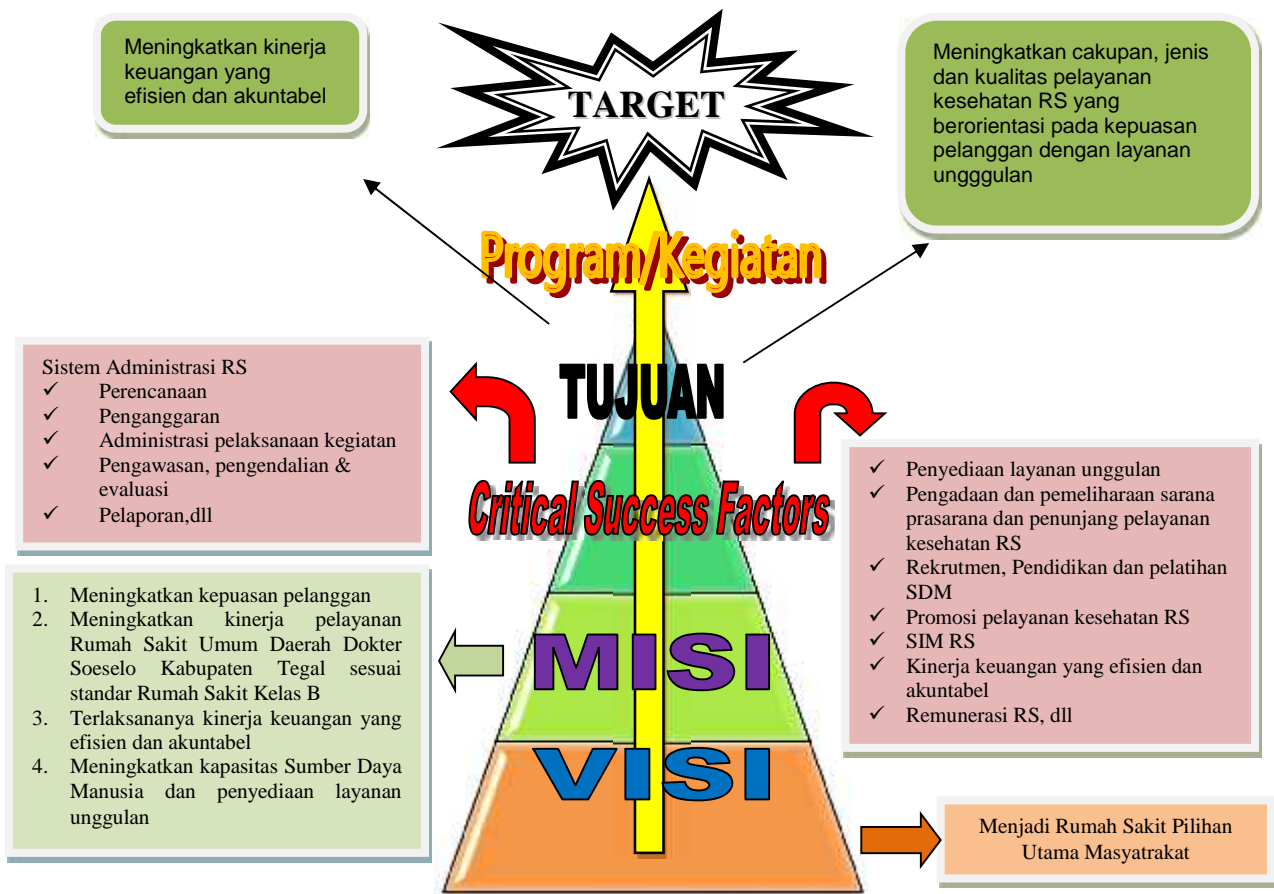 Meningkatkan kinerja
keuangan yang
efisien dan akuntabel
TARGET
Meningkatkan cakupan, jenis
dan kualitas pelayanan
kesehatan RS yang
berorientasi pada kepuasan
pelanggan dengan layanan
ungggulan
Program/Kegiatan
TUJUAN
Sistem Administrasi RS
✓ Perencanaan
✓ Penganggaran
✓ Administrasi pelaksanaan kegiatan
✓ Pengawasan, pengendalian &
evaluasi
✓ Pelaporan,dll
Critical Success Factors
✓ Penyediaan layanan unggulan
✓ Pengadaan dan pemeliharaan sarana
prasarana dan penunjang pelayanan
kesehatan RS
✓ Rekrutmen, Pendidikan dan pelatihan
SDM
✓ Promosi pelayanan kesehatan RS
✓ SIM RS
✓ Kinerja keuangan yang efisien dan
akuntabel
✓ Remunerasi RS, dll
1. Meningkatkan kepuasan pelanggan
2. Meningkatkan kinerja pelayanan
Rumah Sakit Umum Daerah Dokter
Soeselo Kabupaten Tegal sesuai
standar Rumah Sakit Kelas B
3. Terlaksananya kinerja keuangan yang
efisien dan akuntabel
4. Meningkatkan kapasitas Sumber Daya
Manusia dan penyediaan layanan
unggulan
MISI
VISI
Menjadi Rumah Sakit Pilihan
Utama Masyatrakat